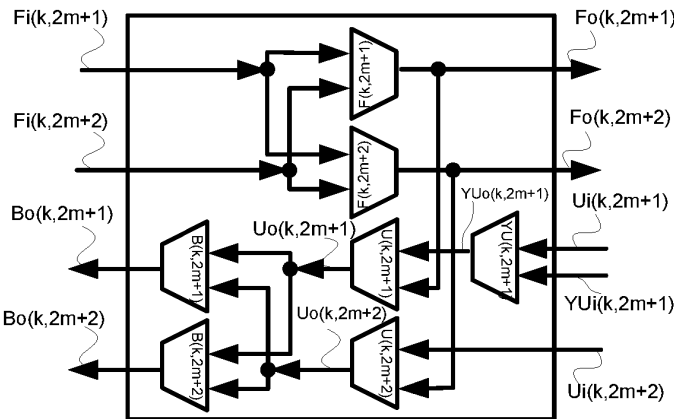 Fi(k,2m+1)
Fo(k,2m+1)
F(k,2m+1)
Fi(k,2m+2)
Fo(k,2m+2)
F(k,2m+2)
YUo(k,2m+1)
Ui(k,2m+1)
Bo(k,2m+1)
Uo(k,2m+1)
B(k,2m+1)
U(k,2m+1)
YU(k,2m+1)
YUi(k,2m+1)
Bo(k,2m+2)
Uo(k,2m+2)
B(k,2m+2)
U(k,2m+2)
Ui(k,2m+2)